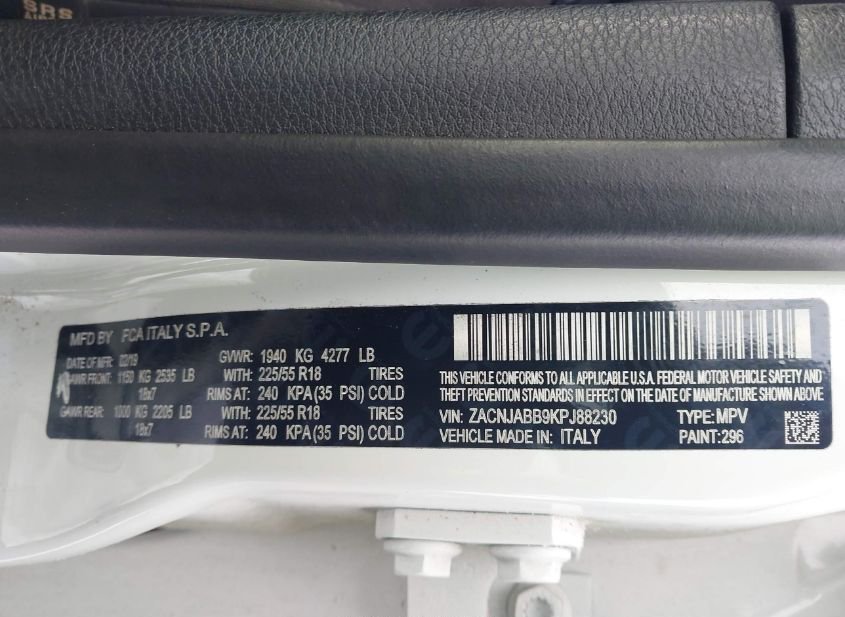 SRS
MFD BY FCA ITALY S.P.A.
DATE OF MFR: 02/19 GVWR: 1940 KG 4277 LB
GAWR FRONT: 1150 KG 2535 LB WITH: 225/55 R18 TIRES
18x7 RIMS AT: 240 KPA(35 PSI) COLD
GAWR REAR: 1000 KG 2205 LB WITH: 225/55 R18 TIRES
18x7 RIMS AT: 240 KPA(35 PSI) COLD
THIS VEHICLE CONFORMS TO ALL APPLICABLE U.S.A. FEDERAL MOTOR VEHICLE SAFETY AND
THEFT PREVENTION STANDARDS IN EFFECT ON THE DATE OF MANUFACTURE SHOWN ABOVE
VIN: ZACNJABB9KPJ88230 TYPE: MPV
VEHICLE MADE IN: ITALY PAINT: 296